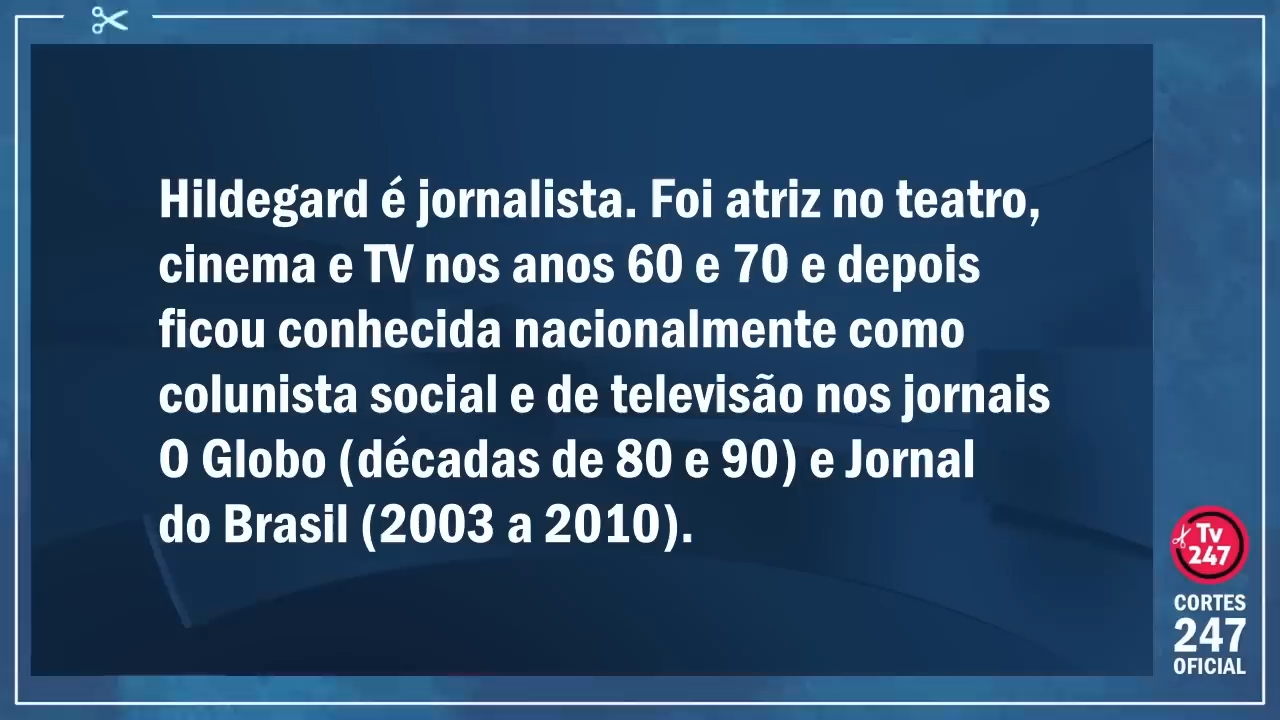 Hildegard é jornalista. Foi atriz no teatro,
cinema e TV nos anos 60 e 70 e depois
ficou conhecida nacionalmente como
colunista social e de televisão nos jornais
O Globo (décadas de 80 e 90) e Jornal
do Brasil (2003 a 2010).
Tv
247
CORTES
247
OFICIAL